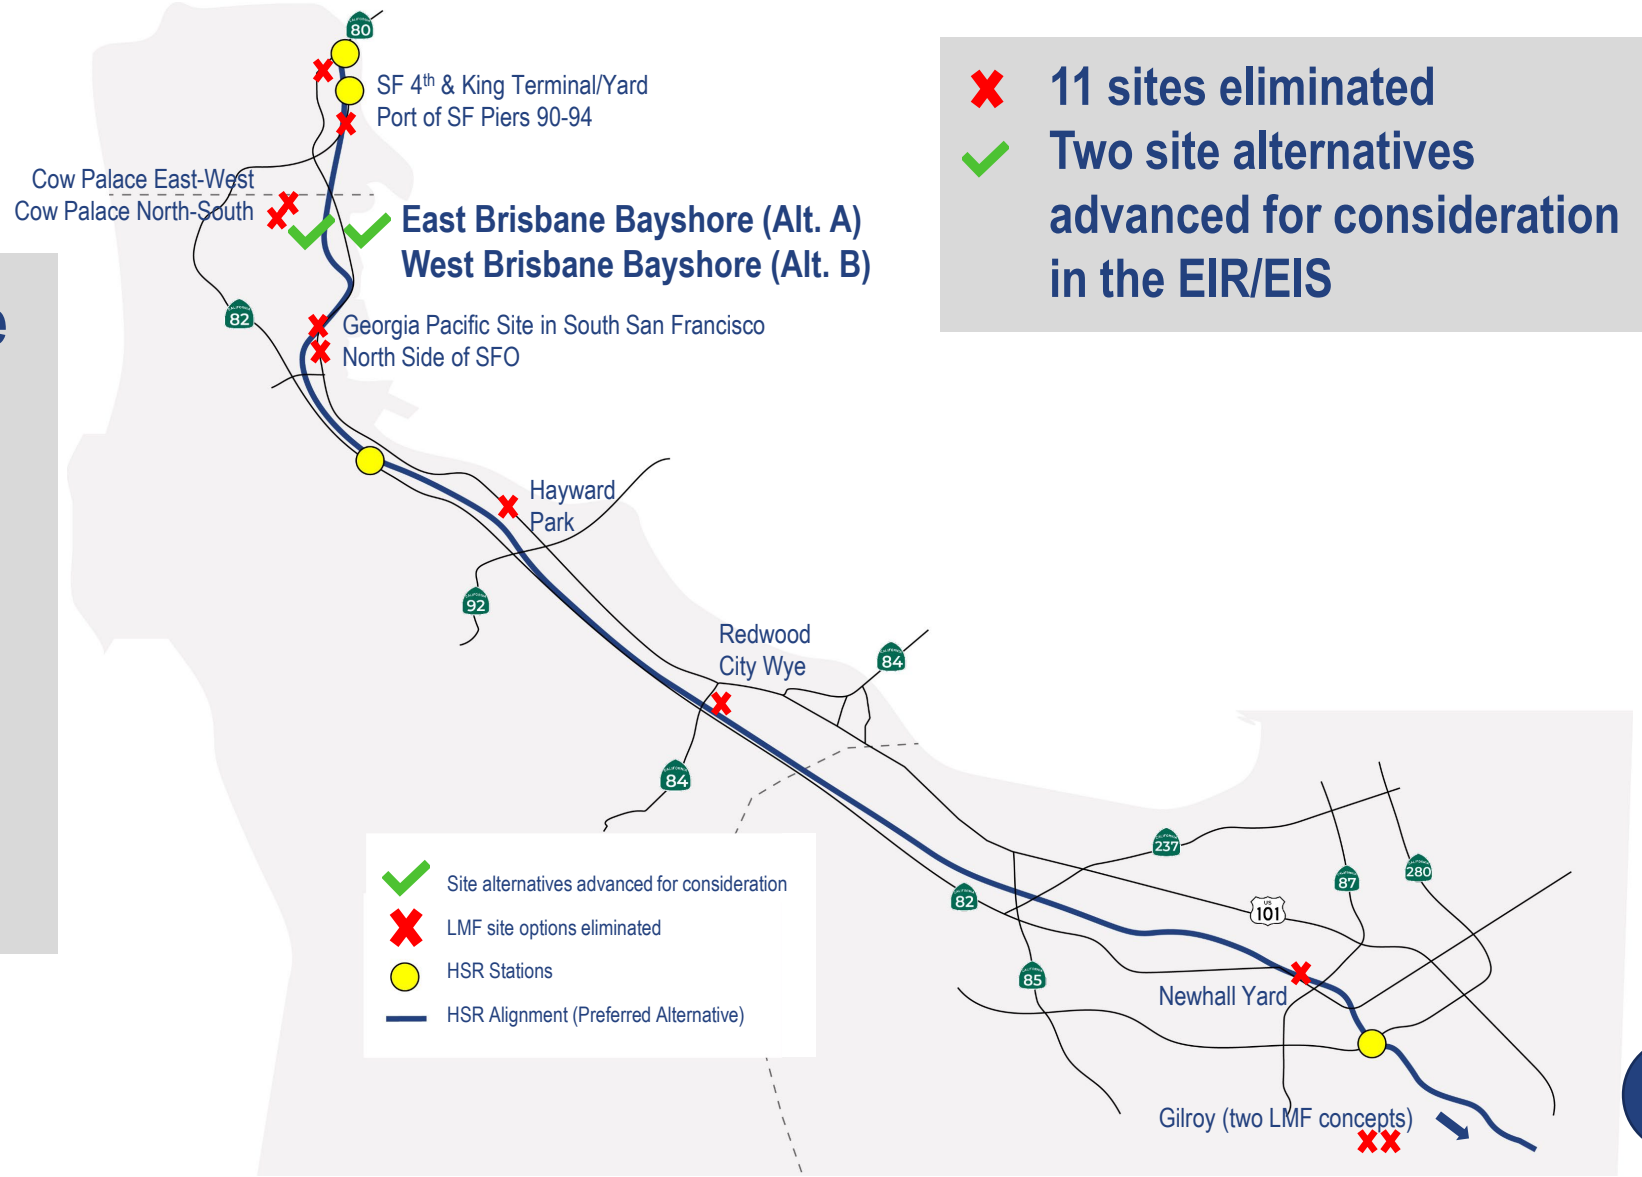 80
SF 4th & King Terminal/Yard
Port of SF Piers 90-94
11 sites eliminated
Two site alternatives
advanced for consideration
in the EIR/EIS
Cow Palace East-West
Cow Palace North-South
East Brisbane Bayshore (Alt. A)
West Brisbane Bayshore (Alt. B)
e
82
Georgia Pacific Site in South San Francisco
North Side of SFO
Hayward
Park
92
Redwood
City Wye
84
84
237
87
280
82
US
101
85
Newhall Yard
Gilroy (two LMF concepts)
Site alternatives advanced for consideration
LMF site options eliminated
HSR Stations
HSR Alignment (Preferred Alternative)